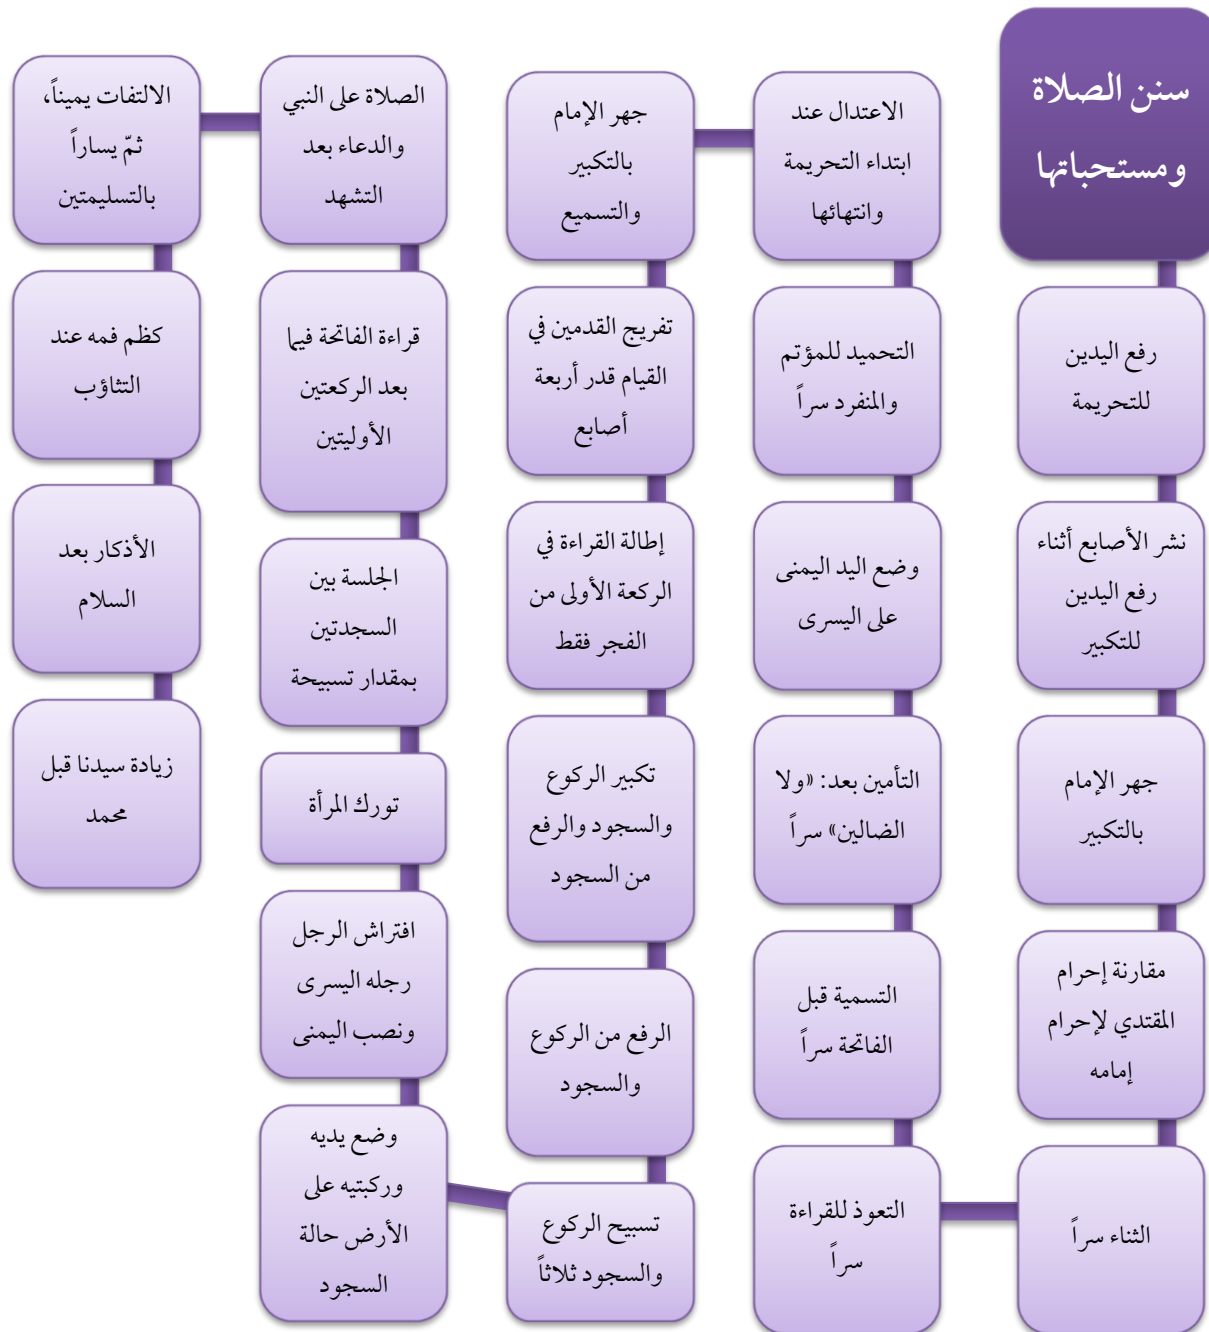 سنن الصلاة
ومستحباتها
رفع اليدين
للتحريمة
نشر الأصابع أثناء
رفع اليدين
للتكبير
جهر الإمام
بالتكبير
مقارنة إحرام
المقتدي لإحرام
إمامه
الثناء سراً
التعوذ للقراءة
سراً
التسمية قبل
الفاتحة سراً
التأمين بعد: «ولا
الضالين» سراً
وضع اليد اليمنى
على اليسرى
التحميد للمؤتم
والمنفرد سراً
الاعتدال عند
ابتداء التحريمة
وانتهائها
جهر الإمام
بالتكبير
والتسميع
تفريج القدمين في
القيام قدر أربعة
أصابع
إطالة القراءة في
الركعة الأولى من
الفجر فقط
تكبير الركوع
والسجود والرفع
من السجود
الرفع من الركوع
والسجود
تسبيح الركوع
والسجود ثلاثاً
وضع يديه
وركبتيه على
الأرض حالة
السجود
افتراش الرجل
رجله اليسرى
ونصب اليمنى
تورك المرأة
الجلسة بين
السجدتين
بمقدار تسبيحة
قراءة الفاتحة فيما
بعد الركعتين
الأوليتين
الصلاة على النبي
والدعاء بعد
التشهد
الالتفات يميناً،
ثمّ يساراً
بالتسليمتين
كظم فمه عند
التثاؤب
الأذكار بعد
السلام
زيادة سيدنا قبل
محمد